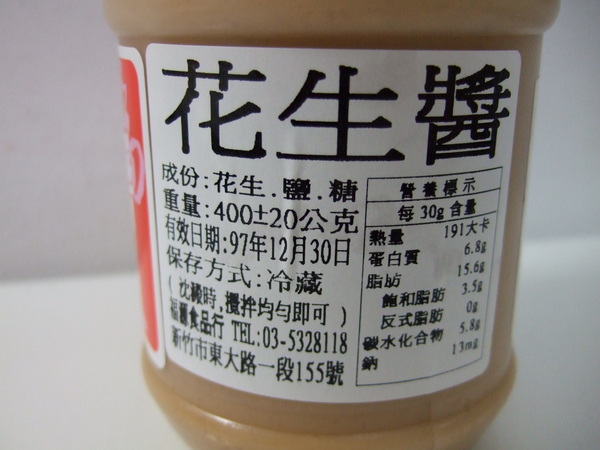 花生醬
成份:花生.鹽.糖
重量:400±20公克
有效日期:97年12月30日
保存方式:冷藏
(沈澱時,攪拌均勻即可)
福 食品行 TEL:03-5328118
新竹市東大路一段155號
營養標示
每 30g 含量
熱量 191大卡
蛋白質 6.8g
脂肪 15.6g
飽和脂肪 3.5g
反式脂肪 0g
碳水化合物 5.8g
鈉 13mg